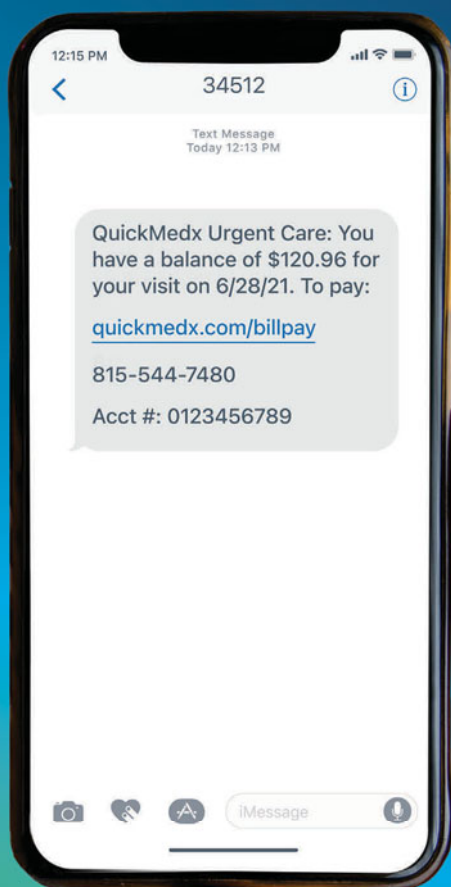 12:15 PM
34512
Text Message
Today 12:13 PM
QuickMedx Urgent Care: You
have a balance of $120.96 for
your visit on 6/28/21. To pay:
quickmedx.com/billpay
815-544-7480
Acct #: 0123456789
iMessage